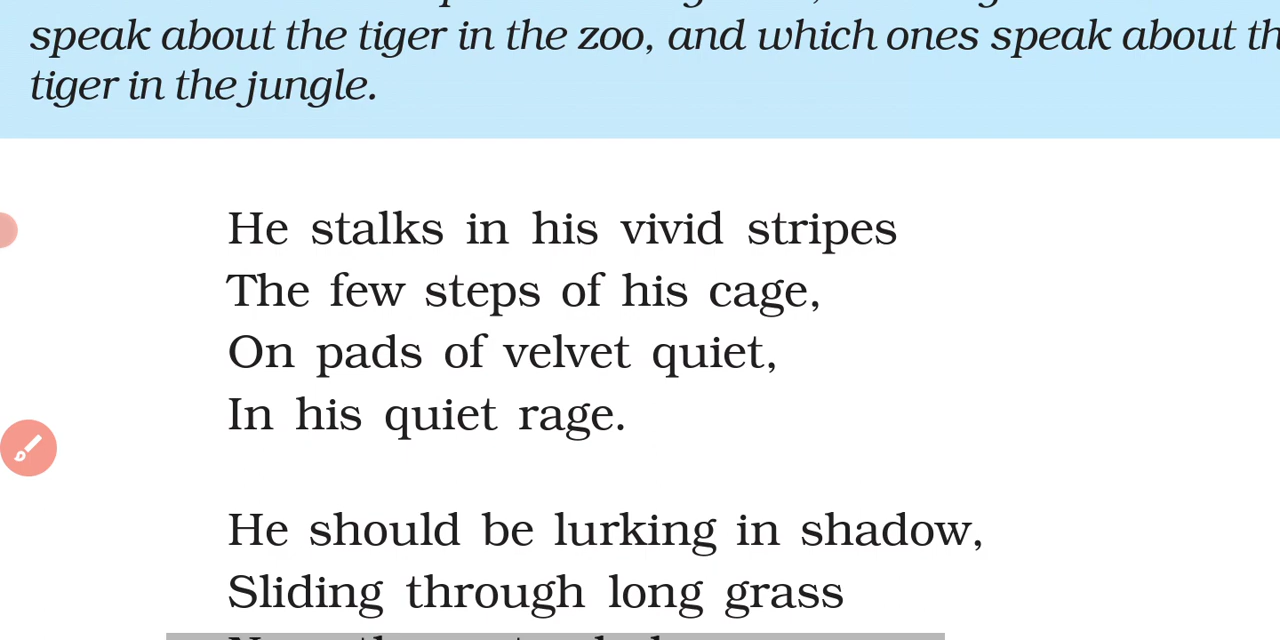 speak about the tiger in the zoo, and which ones speak about th
tiger in the jungle.
He stalks in his vivid stripes
The few steps of his cage,
On pads of velvet quiet,
In his quiet rage.
He should be lurking in shadow,
Sliding through long grass